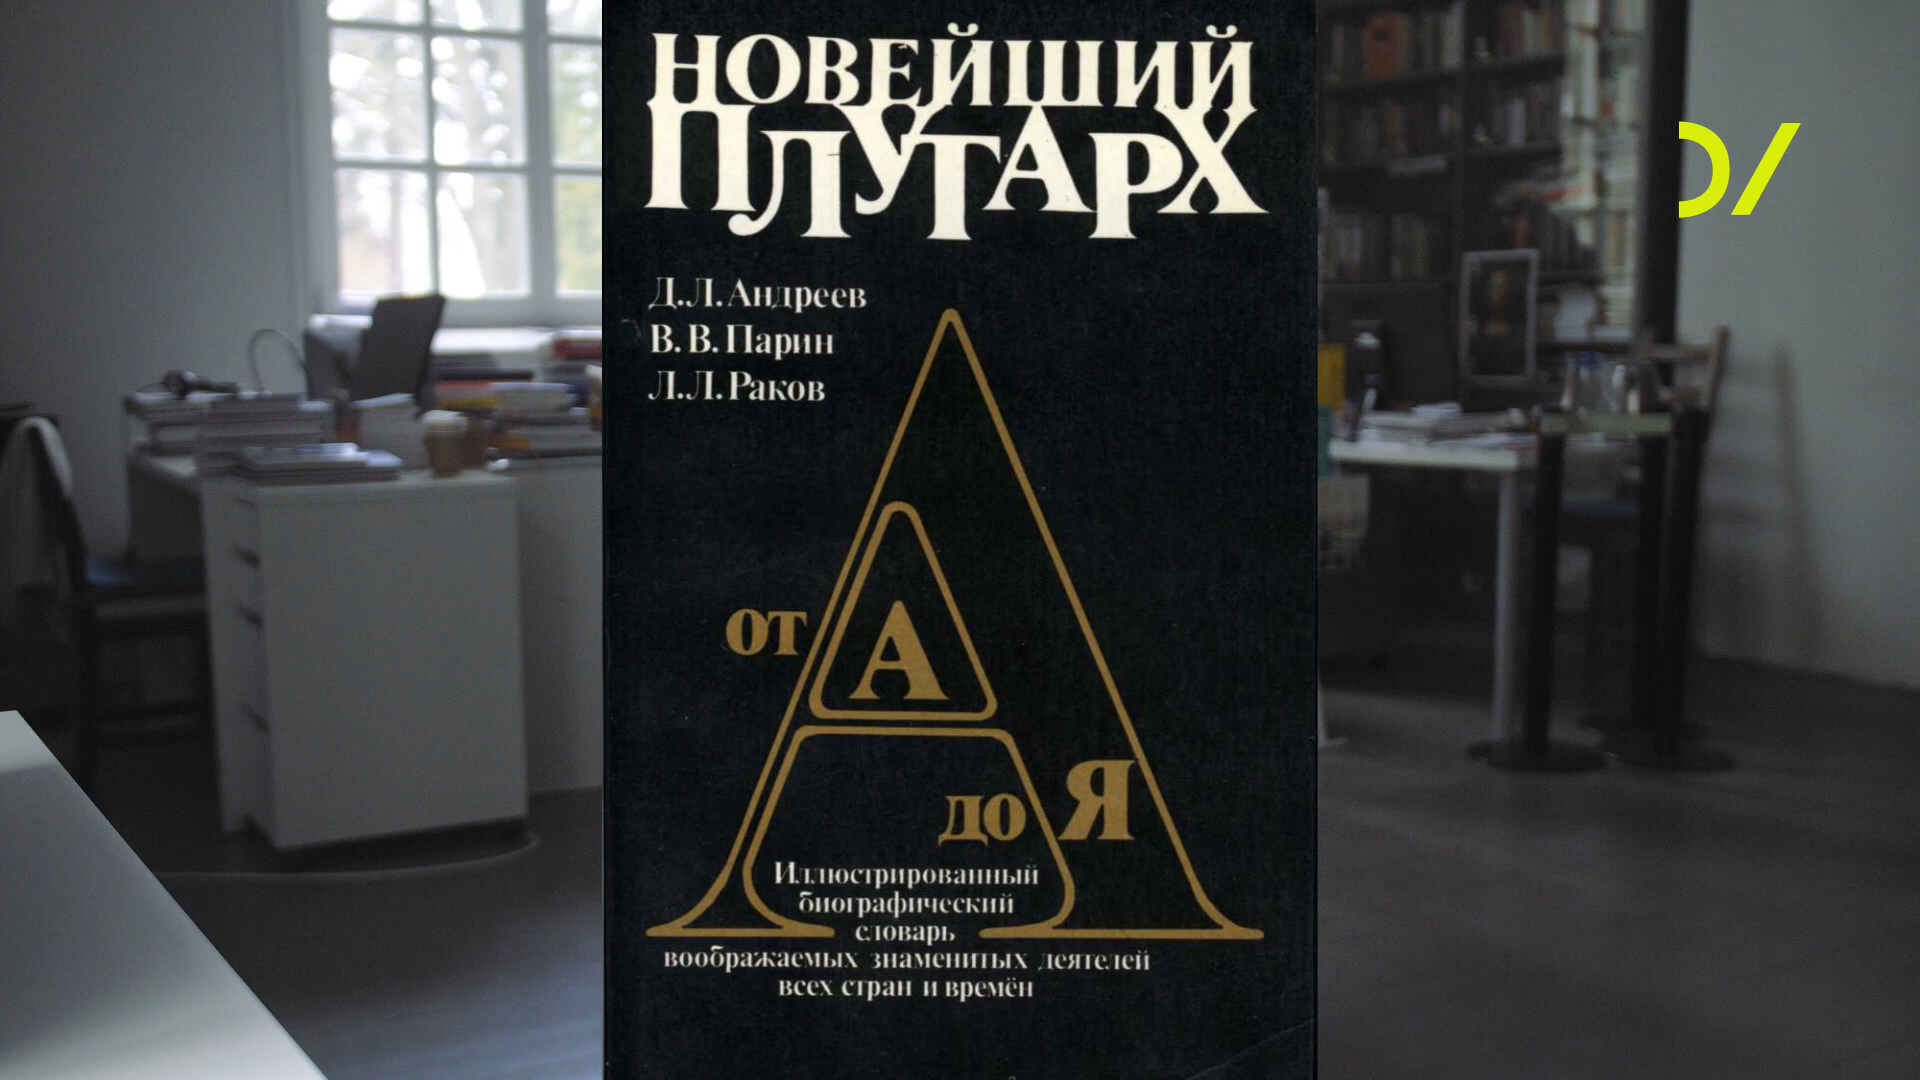 НОВЕЙШИЙ
ПЛУТАРХ
Д.Л.Андреев
В.В.Парин
Л.Л.Раков
от А
до Я
Иллюстрированный
биографический
словарь
воображаемых знаменитых деятелей
всех стран и времён